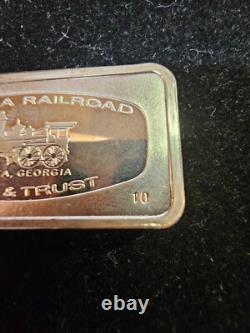 A RAILROAD
A, GEORGIA
& TRUST
10
ebay